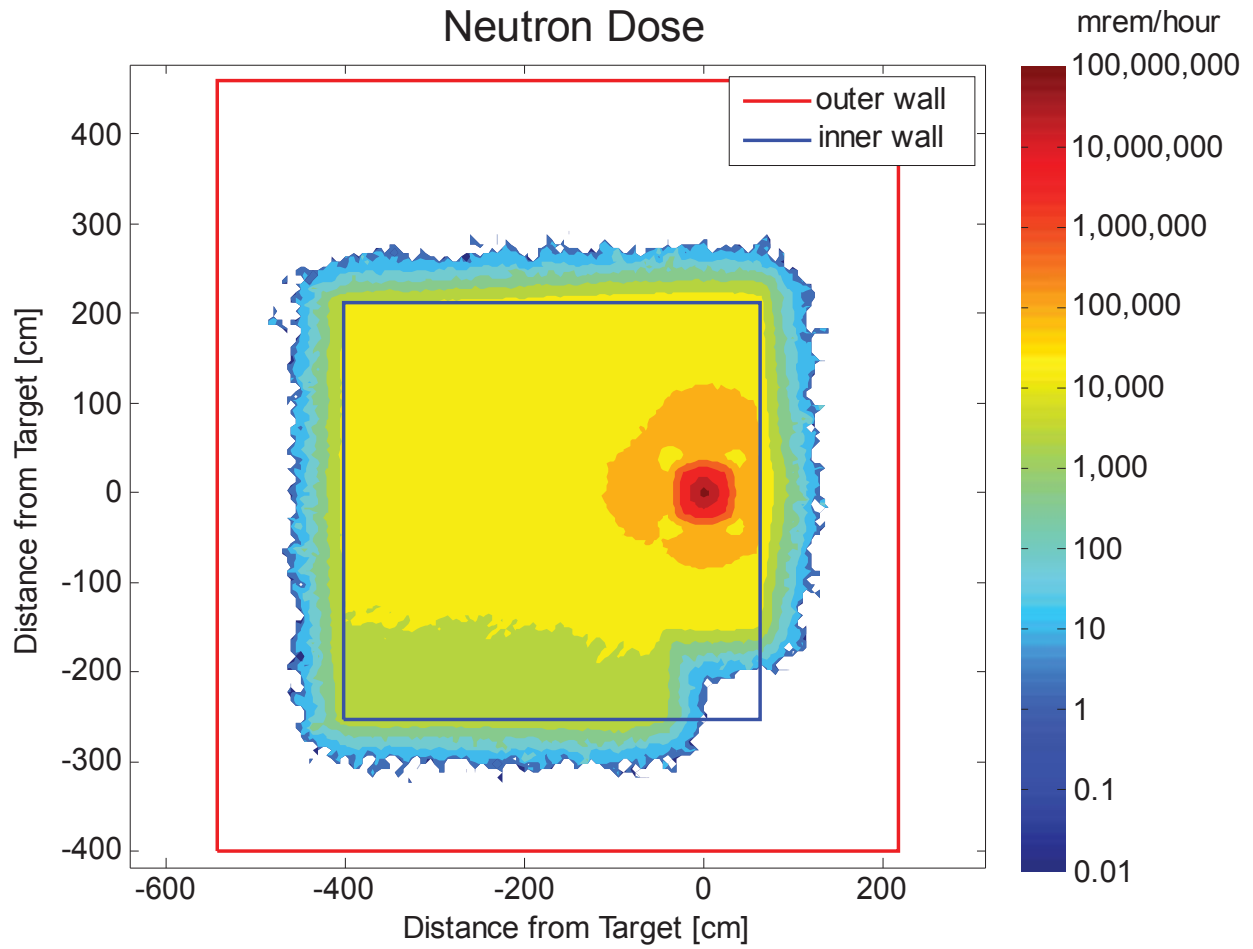 Neutron Dose
mrem/hour
outer wall
inner wall
100,000,000
10,000,000
1,000,000
100,000
10,000
1,000
100
10
1
0.1
0.01
400
300
200
100
0
-100
-200
-300
-400
Distance from Target [cm]
-600 -400 -200 0 200
Distance from Target [cm]